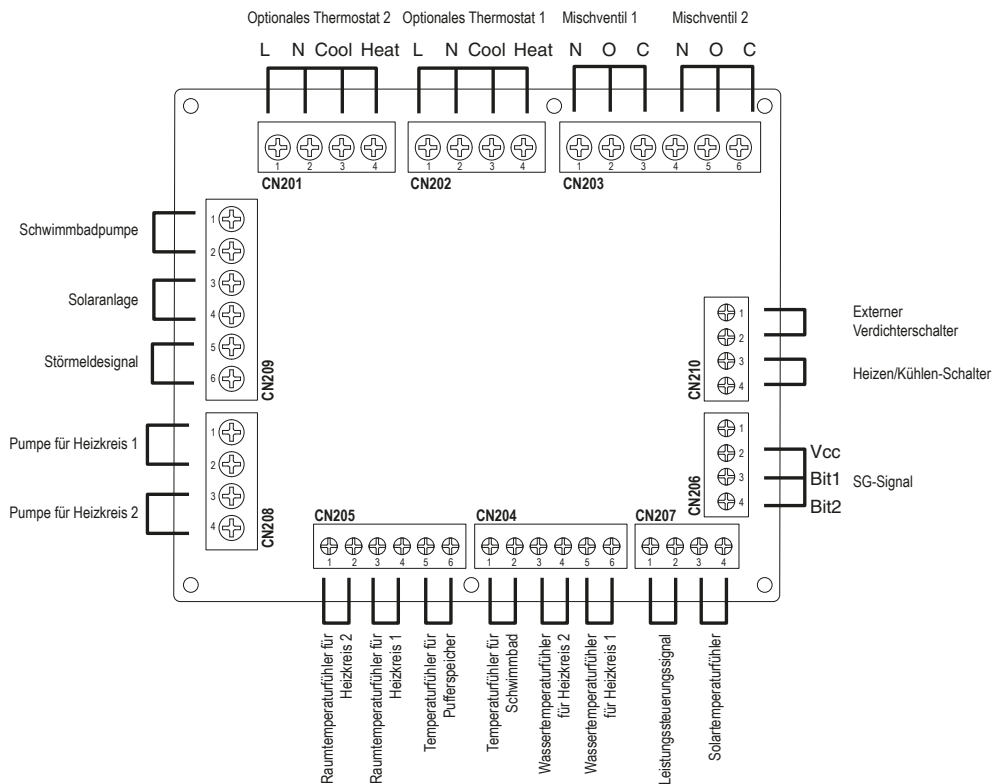 Optionales Thermostat 2
Optionales Thermostat 1
Mischventil 1
Mischventil 2
L N Cool Heat
L N Cool Heat
N O C
N O C
1 2 3 4
CN201
1 2 3 4
CN202
1 2 3 4 5 6
CN203
Schwimmbadpumpe
Solaranlage
Störmeldesignal
1
2
3
4
5
6
CN209
Pumpe für Heizkreis 1
Pumpe für Heizkreis 2
1
2
3
4
CN208
1
2
3
4
CN210
Externer
Verdichterschalter
Heizen/Kühlen-Schalter
1
2
3
4
CN206
Vcc
Bit1
Bit2
SG-Signal
CN205
1 2 3 4 5 6
CN204
1 2 3 4 5 6
CN207
1 2 3 4
Raumtemperaturfühler für
Heizkreis 2
Raumtemperaturfühler für
Heizkreis 1
Temperaturfühler für
Pufferspeicher
Temperaturfühler für
Schwimmbad
Wassertemperaturfühler
für Heizkreis 2
Wassertemperaturfühler
für Heizkreis 1
Leistungssteuerungssignal
Solartemperaturfühler